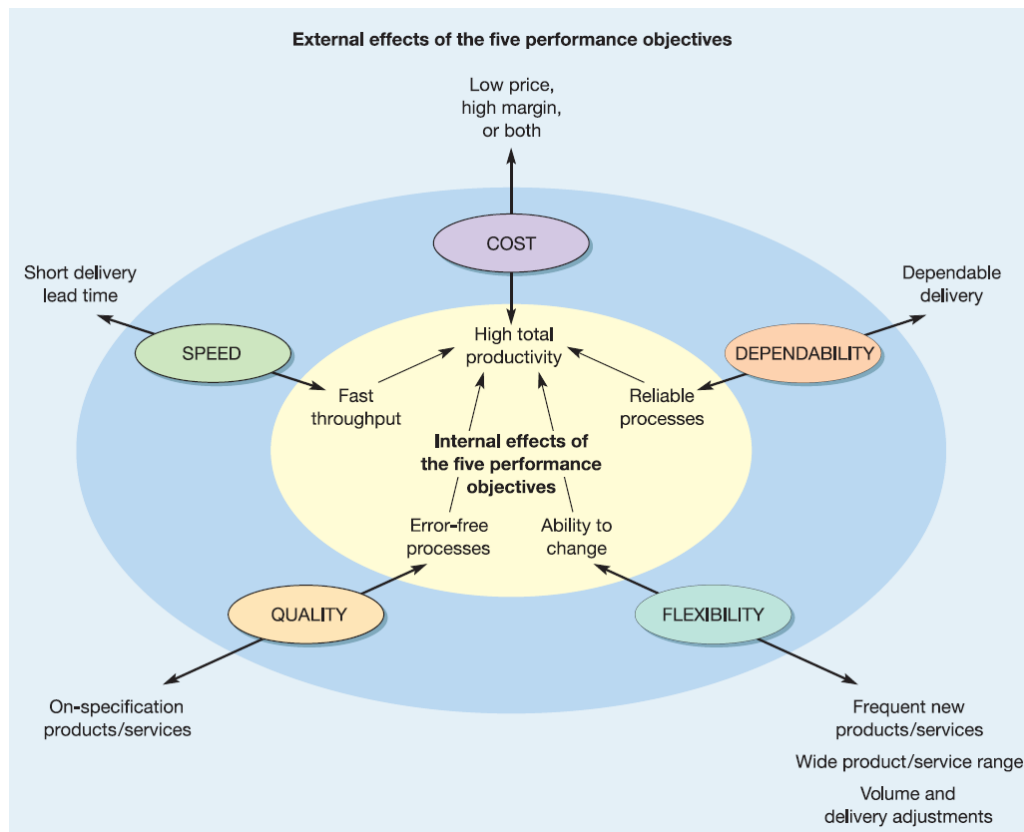 External effects of the five performance objectives
Low price,
high margin,
or both
COST
Short delivery
lead time
Dependable
delivery
SPEED
High total
productivity
DEPENDABILITY
Fast
throughput
Reliable
processes
Internal effects of
the five performance
objectives
Error-free
processes
Ability to
change
QUALITY
FLEXIBILITY
On-specification
products/services
Frequent new
products/services
Wide product/service range
Volume and
delivery adjustments